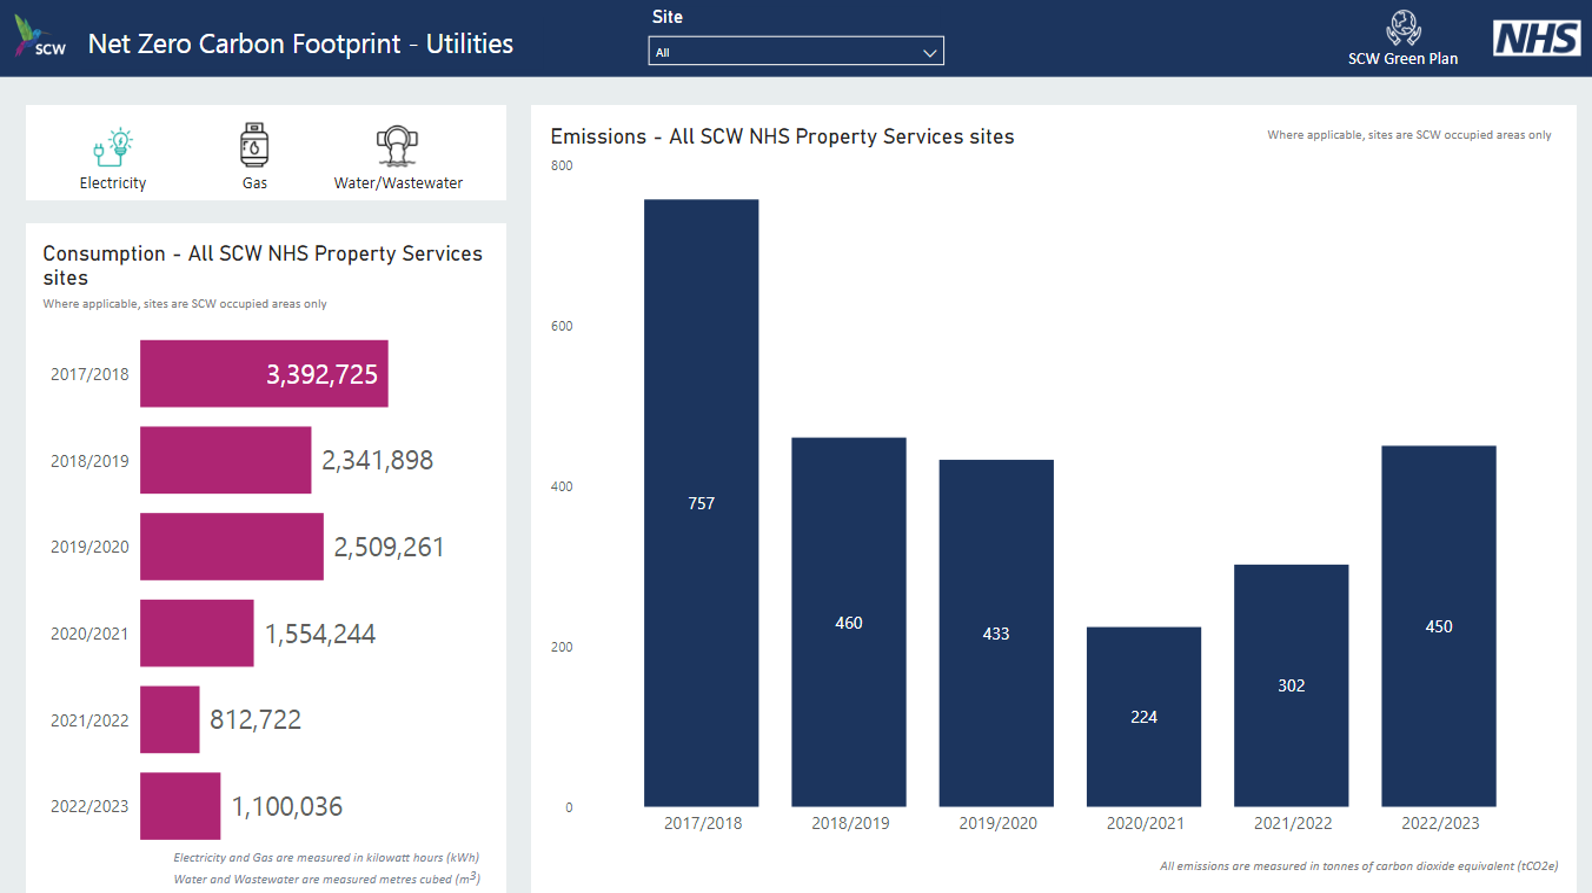 SCW
Net Zero Carbon Footprint - Utilities
Site
All
SCW Green Plan
NHS
Electricity
Gas
Water/Wastewater
Consumption - All SCW NHS Property Services
sites
Where applicable, sites are SCW occupied areas only
2017/2018 3,392,725
2018/2019 2,341,898
2019/2020 2,509,261
2020/2021 1,554,244
2021/2022 812,722
2022/2023 1,100,036
Electricity and Gas are measured in kilowatt hours (kWh)
Water and Wastewater are measured metres cubed (m³)
Emissions - All SCW NHS Property Services sites
Where applicable, sites are SCW occupied areas only
800
600
400
200
0
757
460
433
224
302
450
2017/2018 2018/2019 2019/2020 2020/2021 2021/2022 2022/2023
All emissions are measured in tonnes of carbon dioxide equivalent (tCO2e)